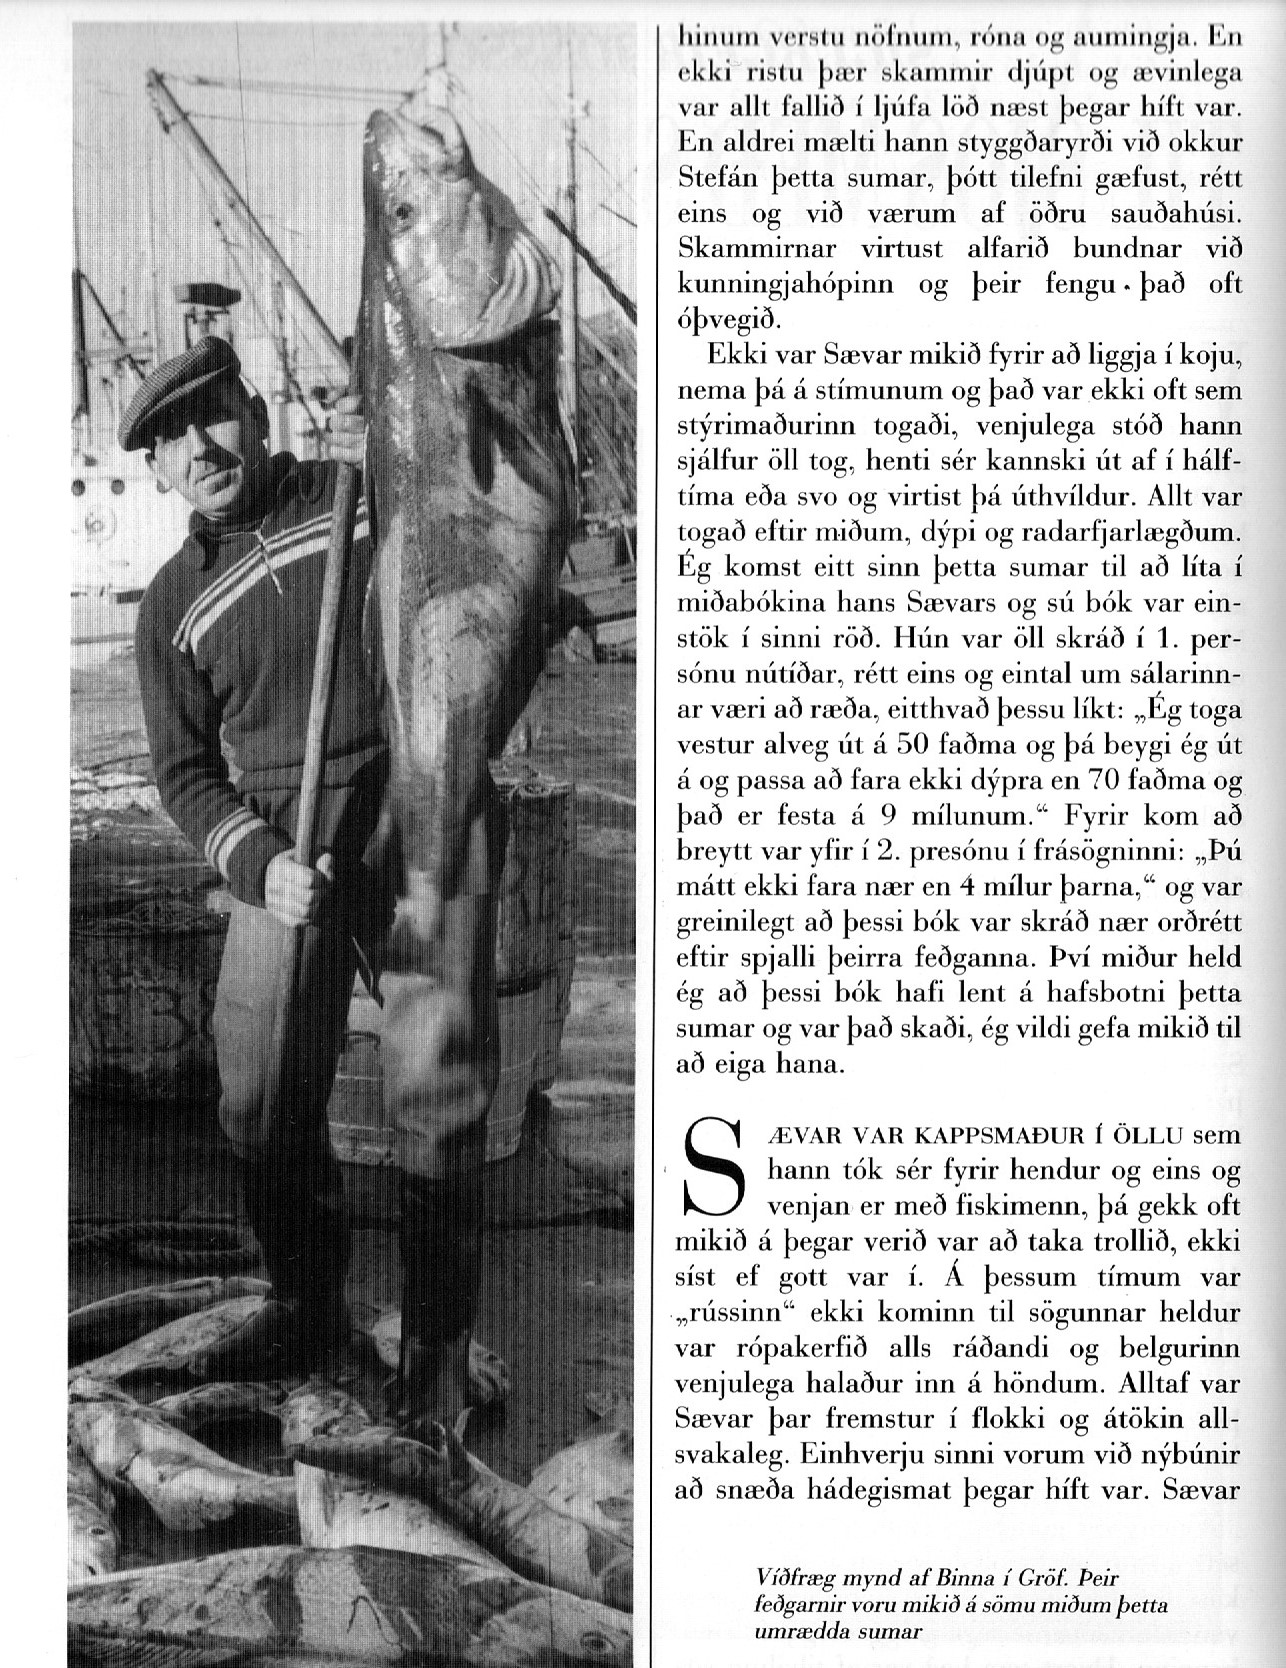 hinum verstu nöfnum, róna og aumingja. En
ekki ristu þær skammir djúpt og ævinlega
var allt fallið í ljúfa löð næst þegar híft var.
En aldrei mælti hann styggðaryrði við okkur
Stefán þetta sumar, þótt tilefni gæfust, rétt
eins og við værum af öðru sauðahúsi.
Skammirnar virtust alfarið bundnar við
kunningjahópinn og þeir fengu það oft
óþvegið.
Ekki var Sævar mikið fyrir að liggja í koju,
nema þá á stímunum og það var ekki oft sem
stýrimaðurinn togaði, venjulega stóð hann
sjálfur öll tog, henti sér kannski út af í hálf-
tíma eða svo og virtist þá úthvíldur. Allt var
togað eftir miðum, dýpi og radarfjarlægðum.
Ég komst eitt sinn þetta sumar til að líta í
miðabókina hans Sævars og sú bók var ein-
stök í sinni röð. Hún var öll skráð í 1. per-
sónu nútíðar, rétt eins og eintal um sálarinn-
ar væri að ræða, eitthvað þessu líkt: „Ég toga
vestur alveg út á 50 faðma og þá beygi ég út
á og passa að fara ekki dýpra en 70 faðma og
það er festa á 9 mílunum.“ Fyrir kom að
breytt var yfir í 2. presónu í frásögninni: „Þú
mátt ekki fara nær en 4 mílur þarna,“ og var
greinilegt að þessi bók var skráð nær orðrétt
eftir spjalli þeirra feðganna. Því miður held
ég að þessi bók hafi lent á hafsbotni þetta
sumar og var það skaði, ég vildi gefa mikið til
að eiga hana.
SÆVAR VAR KAPPSMAÐUR Í ÖLLU sem
hann tók sér fyrir hendur og eins og
venjan er með fiskimenn, þá gekk oft
mikið á þegar verið var að taka trollið, ekki
síst ef gott var í. Á þessum tímum var
„rússinn“ ekki kominn til sögunnar heldur
var rópakerfið alls ráðandi og belgurinn
venjulega halaður inn á höndum. Alltaf var
Sævar þar fremstur í flokki og átökin all-
svakaleg. Einhverju sinni vorum við nýbúnir
að snæða hádegismat þegar híft var. Sævar
Víðfræg mynd af Binna í Gröf. Þeir
feðgarnir voru mikið á sömu miðum þetta
umrædda sumar